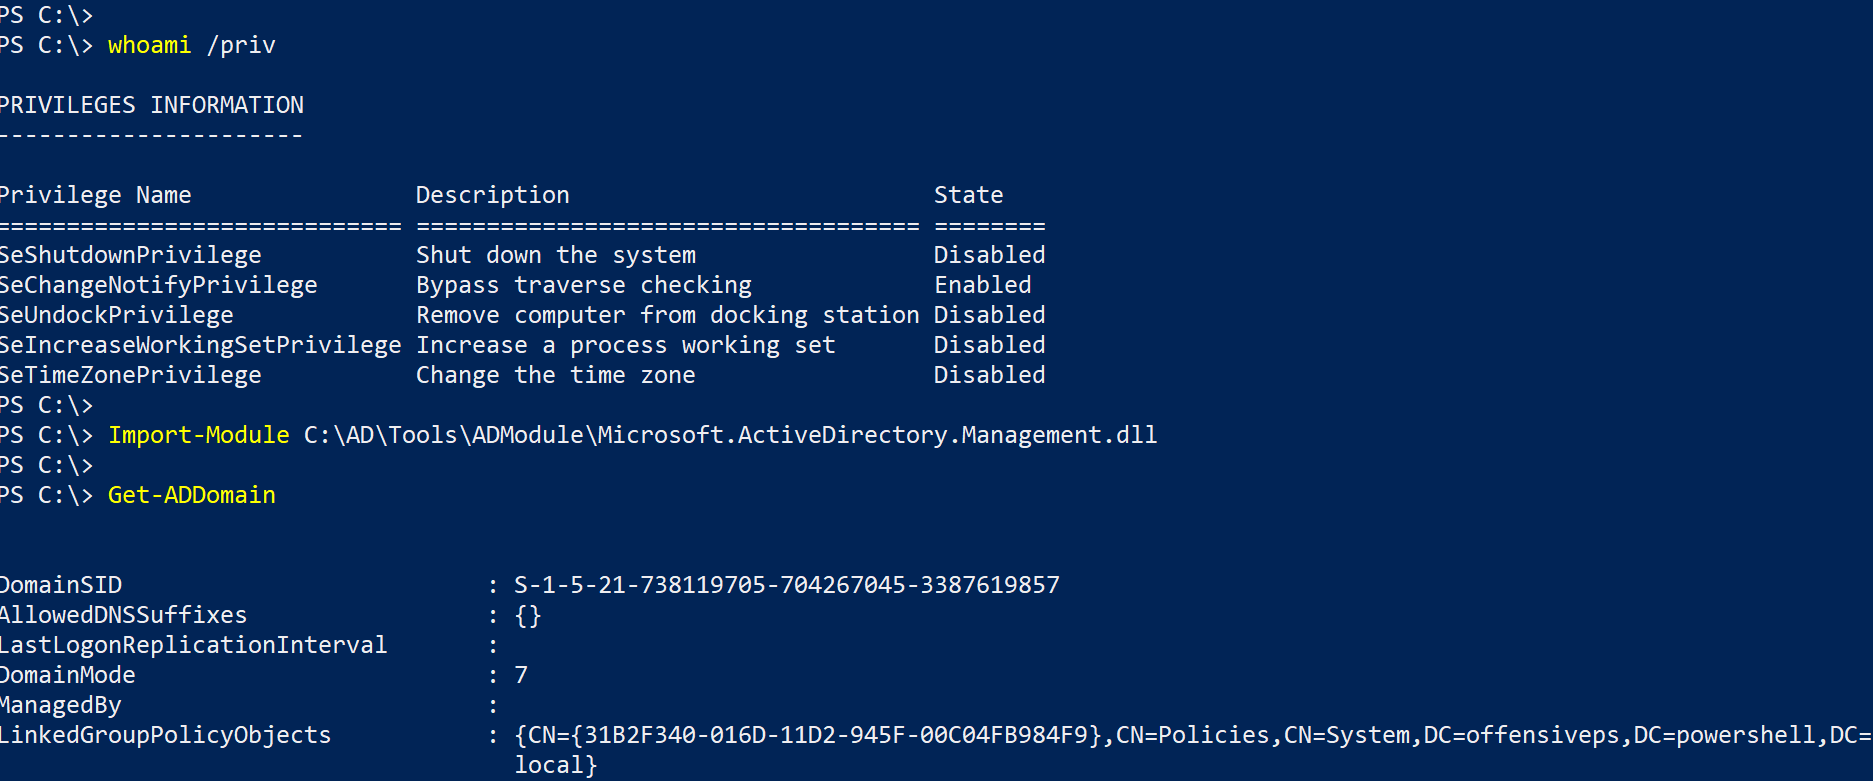 PS C:\>
PS C:\> whoami /priv
PRIVILEGES INFORMATION
----------------------
Privilege Name                Description                          State
============================= ==================================== ========
SeShutdownPrivilege           Shut down the system                 Disabled
SeChangeNotifyPrivilege       Bypass traverse checking             Enabled
SeUndockPrivilege             Remove computer from docking station Disabled
SeIncreaseWorkingSetPrivilege Increase a process working set       Disabled
SeTimeZonePrivilege           Change the time zone                 Disabled
PS C:\>
PS C:\> Import-Module C:\AD\Tools\ADModule\Microsoft.ActiveDirectory.Management.dll
PS C:\>
PS C:\> Get-ADDomain
DomainSID                          : S-1-5-21-738119705-704267045-3387619857
AllowedDNSSuffixes                 : {}
LastLogonReplicationInterval       :
DomainMode                         : 7
ManagedBy                          :
LinkedGroupPolicyObjects           : {CN={31B2F340-016D-11D2-945F-00C04FB984F9},CN=Policies,CN=System,DC=offensiveps,DC=powershell,DC=
                                     local}